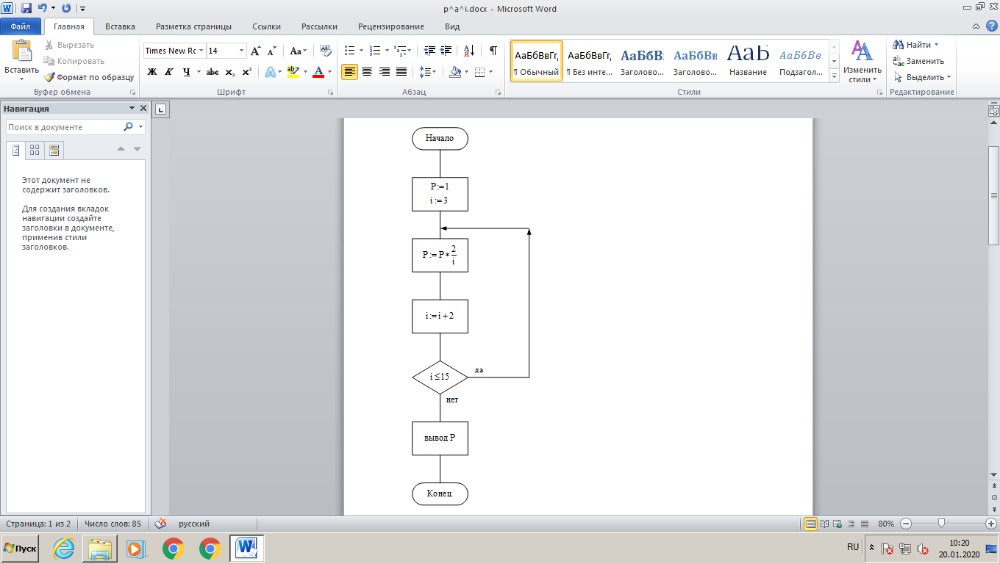 p^a^i.docx - Microsoft Word
Файл Главная Вставка Разметка страницы Ссылки Рассылки Рецензирование Вид
Вставить
Вырезать
Копировать
Формат по образцу
Буфер обмена
Times New Ro 14
Ж К Ч abc x₂ x²
Шрифт
Абзац
АаБбВвГг, АаБбВвГг, АаБбВ АаБбВв АаБ АаБбВв.
¶ Обычный ¶ Без инте... Заголово... Заголово... Название Подзагол...
Стили
Изменить
стили
Найти
Заменить
Выделить
Редактирование
Навигация
Поиск в документе
Этот документ не
содержит заголовков.
Для создания вкладок
навигации создайте
заголовки в документе,
применив стили
заголовков.
Начало
P:=1
i:=3
P:=P*2/i
i:=i+2
i≤15
да
нет
вывод P
Конец
Страница: 1 из 2 Число слов: 85 русский 80%
Пуск
RU
10:20
20.01.2020